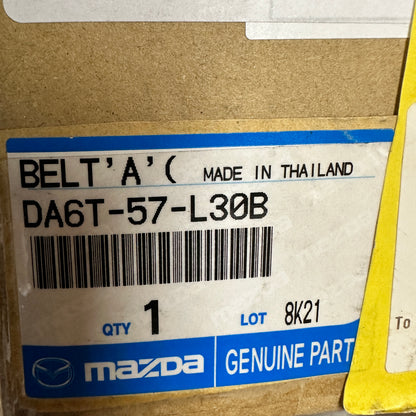 BELT'A'(  MADE IN THAILAND
DA6T-57-L30B
QTY 1 LOT 8K21
mazda GENUINE PART
To